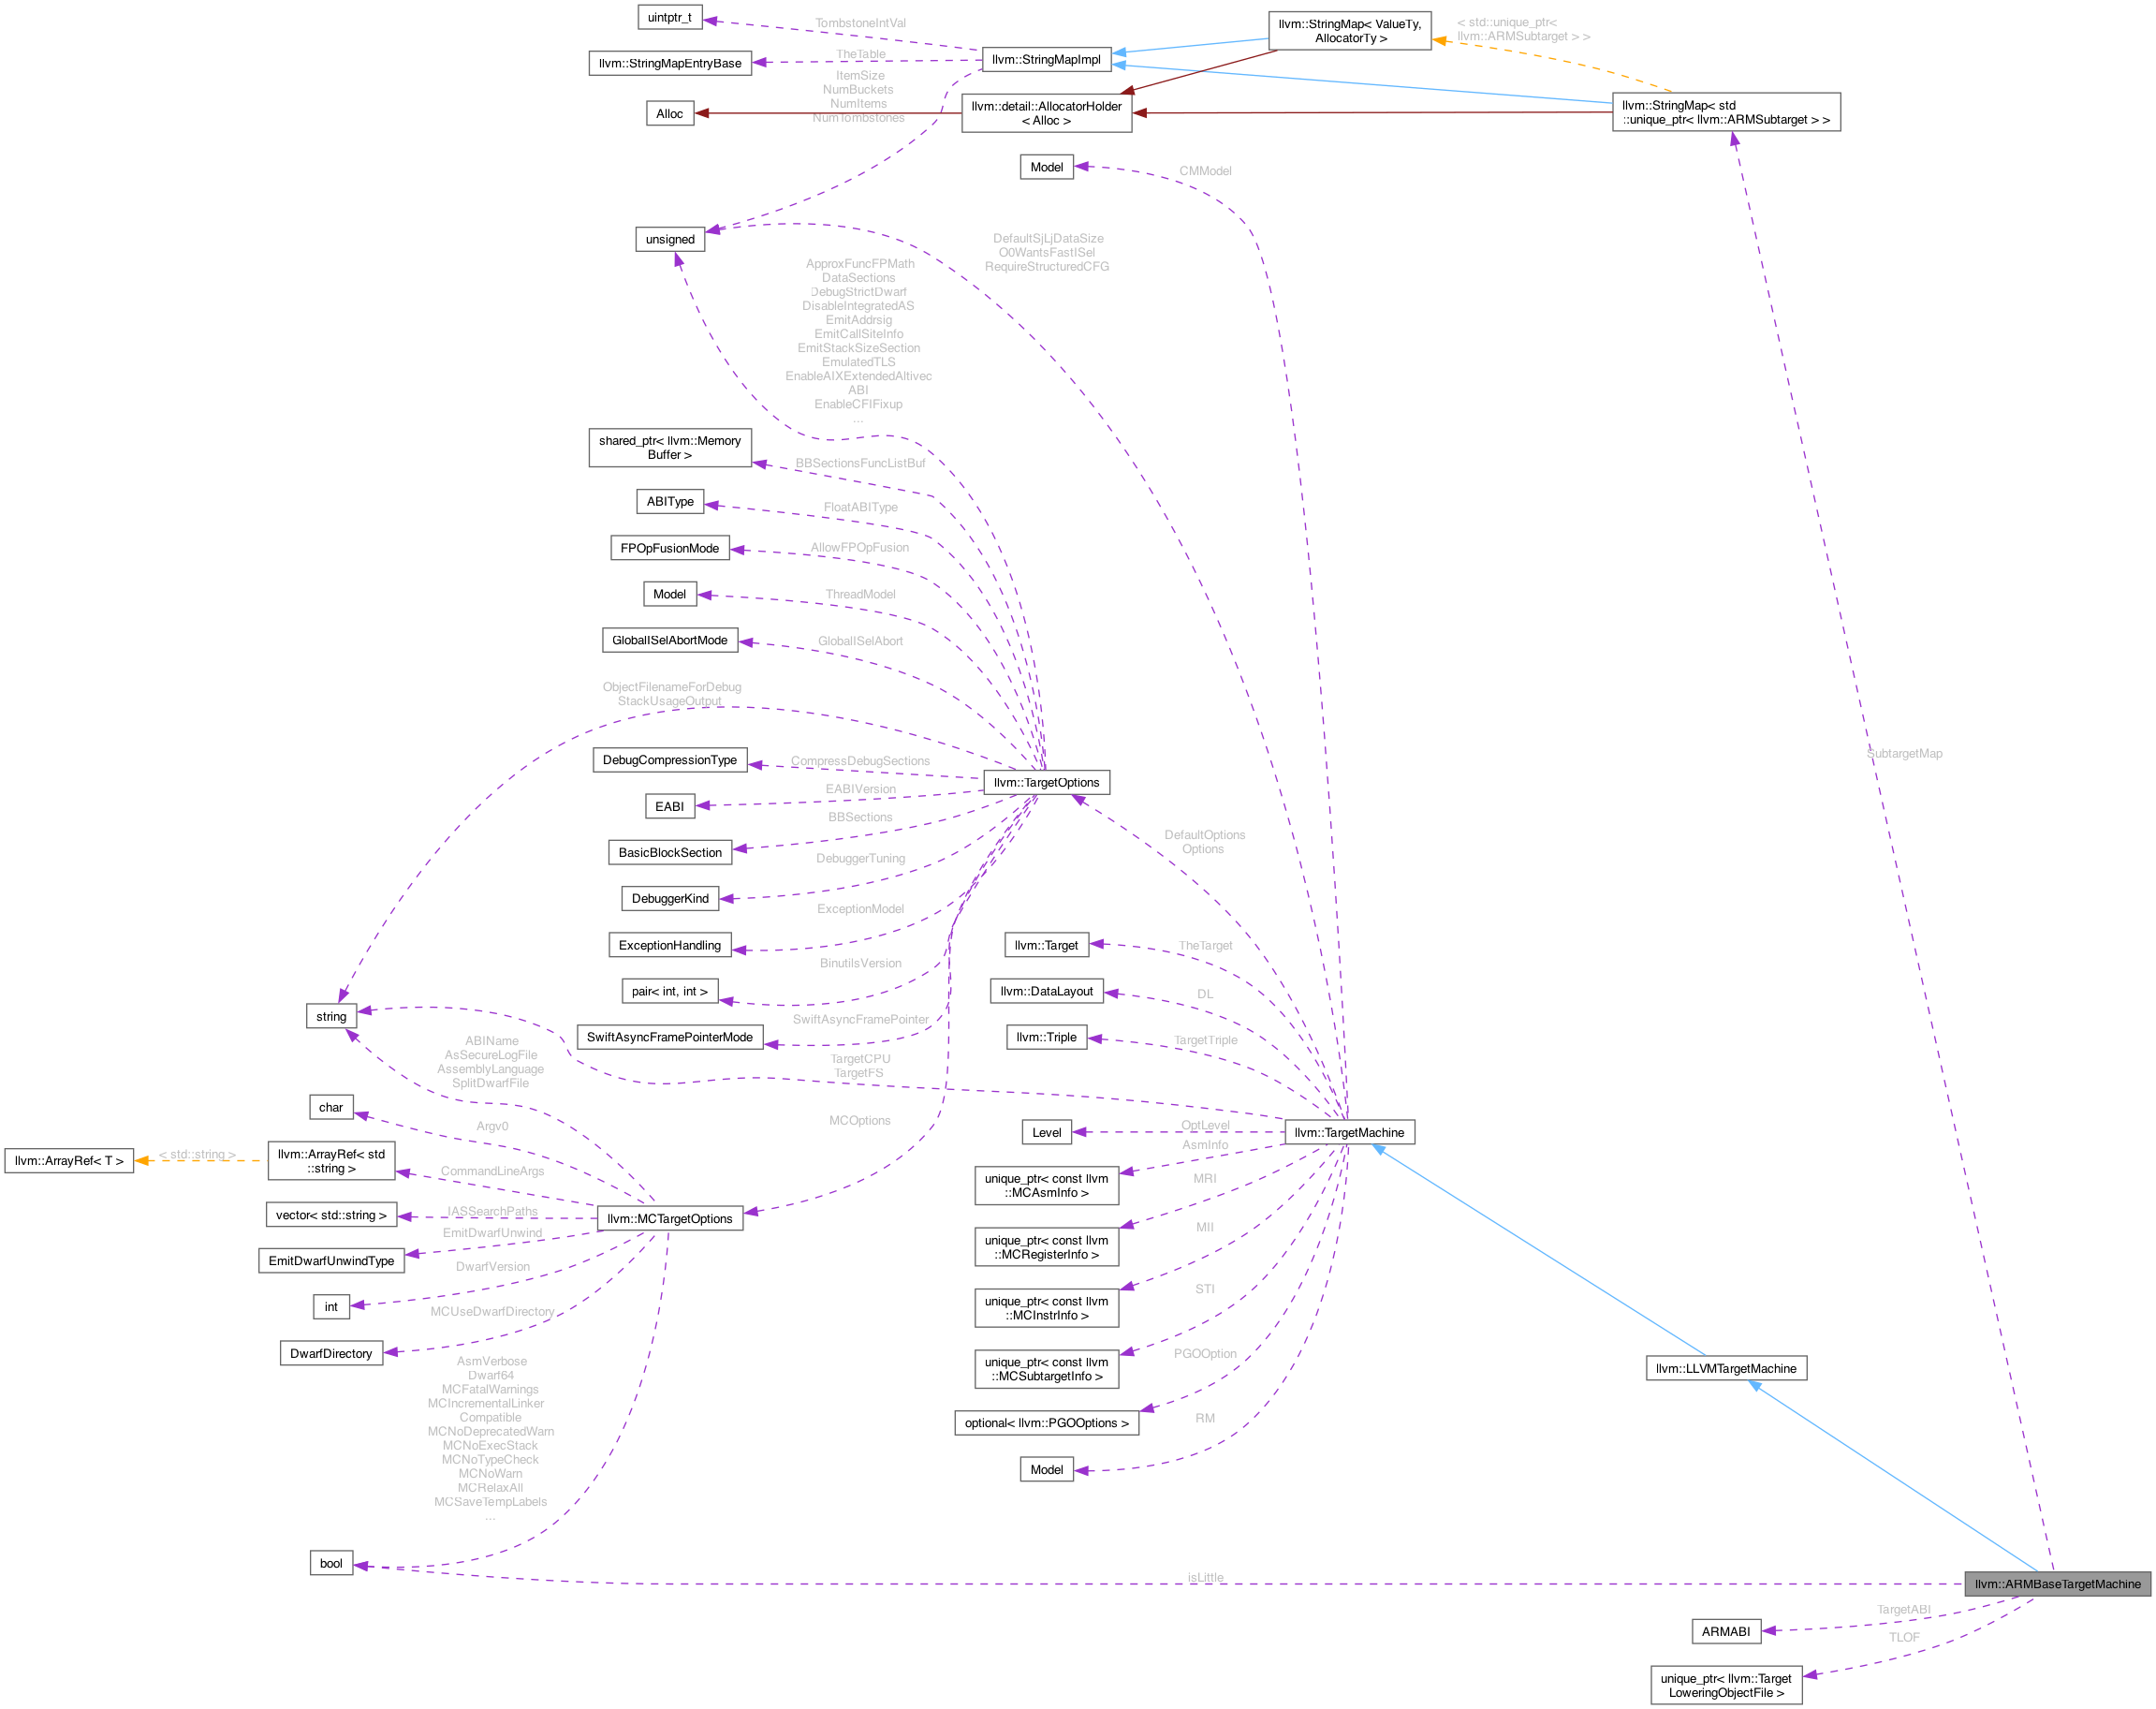 uintptr_t
TombstoneIntVal
llvm::StringMap< ValueTy,
AllocatorTy >
< std::unique_ptr<
llvm::ARMSubtarget > >
llvm::StringMapEntryBase
TheTable
llvm::StringMapImpl
ItemSize
NumBuckets
NumItems
NumTombstones
Alloc
llvm::detail::AllocatorHolder
< Alloc >
llvm::StringMap< std
::unique_ptr< llvm::ARMSubtarget > >
Model
CMModel
unsigned
DefaultSjLjDataSize
O0WantsFastISel
RequireStructuredCFG
ApproxFuncFPMath
DataSections
DebugStrictDwarf
DisableIntegratedAS
EmitAddrsig
EmitCallSiteInfo
EmitStackSizeSection
EmulatedTLS
EnableAIXExtendedAltivec
ABI
EnableCFIFixup
...
shared_ptr< llvm::Memory
Buffer >
BBSectionsFuncListBuf
ABIType
FloatABIType
FPOpFusionMode
AllowFPOpFusion
Model
ThreadModel
GlobalISelAbortMode
GlobalISelAbort
ObjectFilenameForDebug
StackUsageOutput
DebugCompressionType
CompressDebugSections
llvm::TargetOptions
EABI
EABIVersion
BasicBlockSection
BBSections
DefaultOptions
Options
SubtargetMap
DebuggerKind
DebuggerTuning
ExceptionHandling
ExceptionModel
llvm::Target
TheTarget
pair< int, int >
BinutilsVersion
llvm::DataLayout
DL
string
SwiftAsyncFramePointerMode
SwiftAsyncFramePointer
llvm::Triple
TargetTriple
ABIName
AsSecureLogFile
AssemblyLanguage
SplitDwarfFile
TargetCPU
TargetFS
char
Argv0
MCOptions
Level
OptLevel
llvm::TargetMachine
llvm::ArrayRef< T >
< std::string >
llvm::ArrayRef< std
::string >
CommandLineArgs
AsmInfo
unique_ptr< const llvm
::MCAsmInfo >
MRI
vector< std::string >
IASSearchPaths
llvm::MCTargetOptions
unique_ptr< const llvm
::MCRegisterInfo >
MII
EmitDwarfUnwindType
EmitDwarfUnwind
int
DwarfVersion
unique_ptr< const llvm
::MCInstrInfo >
STI
DwarfDirectory
MCUseDwarfDirectory
unique_ptr< const llvm
::MCSubtargetInfo >
PGOOption
llvm::LLVMTargetMachine
AsmVerbose
Dwarf64
MCFatalWarnings
MCIncrementalLinker
Compatible
MCNoDeprecatedWarn
MCNoExecStack
MCNoTypeCheck
MCNoWarn
MCRelaxAll
MCSaveTempLabels
...
optional< llvm::PGOOptions >
RM
Model
bool
isLittle
llvm::ARMBaseTargetMachine
ARMABI
TargetABI
TLOF
unique_ptr< llvm::Target
LoweringObjectFile >